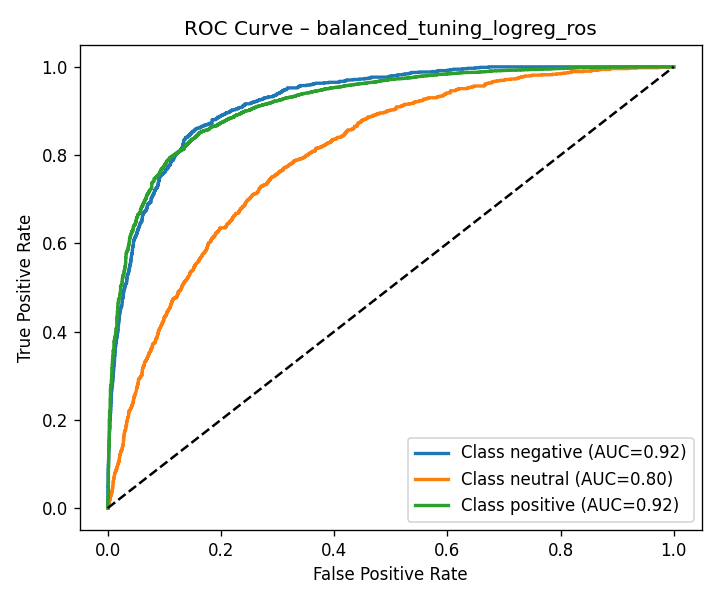 ROC Curve – balanced_tuning_logreg_ros
True Positive Rate
1.0
0.8
0.6
0.4
0.2
0.0
Class negative (AUC=0.92)
Class neutral (AUC=0.80)
Class positive (AUC=0.92)
0.0 0.2 0.4 0.6 0.8 1.0
False Positive Rate